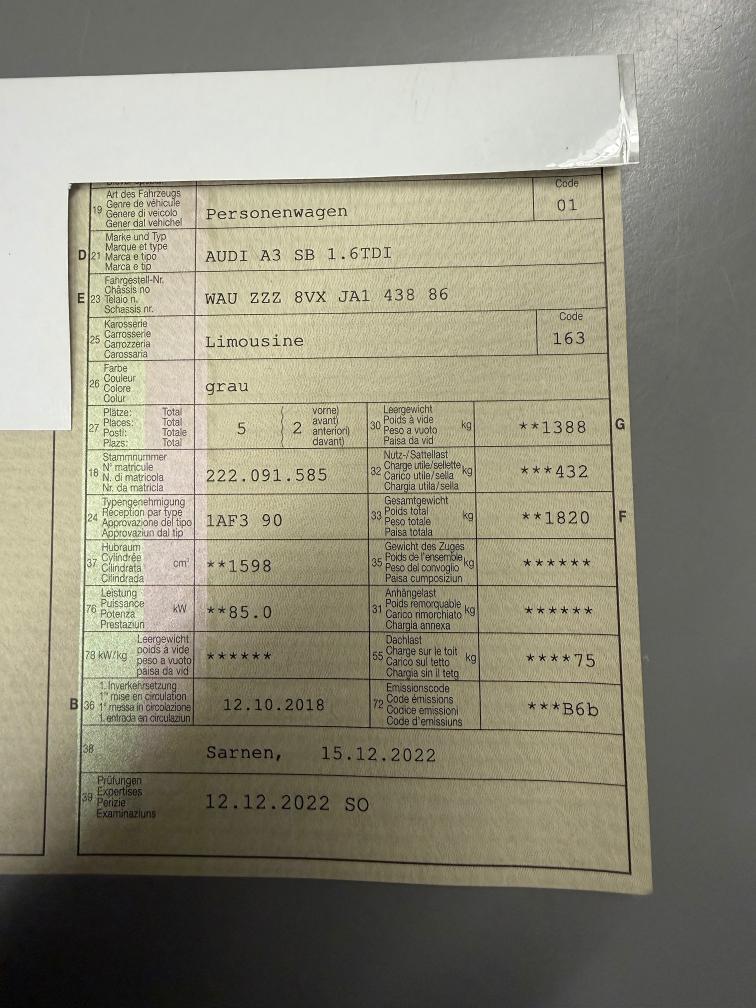 Art des Fahrzeugs
Genre de véhicule
19 Genere di veicolo
Gener dal vehichel
Personenwagen
Code
01
Marke und Typ
Marque et type
D 21 Marca e tipo
Marca e tip
AUDI A3 SB 1.6TDI
Fahrgestell-Nr.
Châssis no
E 23 Telaio n.
Schassis nr.
WAU ZZZ 8VX JA1 438 86
Karosserie
Carrosserie
25 Carrozzeria
Carossaria
Limousine
Code
163
Farbe
Couleur
26 Colore
Colur
grau
Plätze: Total
Places: Total
27 Posti: Totale
Plazs: Total
5
2
vorne)
avant)
anteriori)
davant)
Leergewicht
Poids à vide
30 Peso a vuoto kg
Paisa da vid
**1388
G
Stammnummer
N° matricule
18 N. di matricola
Nr. da matricla
222.091.585
Nutz-/Sattellast
Charge utile/sellette
32 Carico utile/sella kg
Chargia utila/sella
***432
Typengenehmigung
Réception par type
24 Approvazione del tipo
Approvaziun dal tip
1AF3 90
Gesamtgewicht
Poids total
33 Peso totale kg
Paisa totala
**1820
F
Hubraum
Cylindrée
37 Cilindrata cm³
Cilindrada
**1598
Gewicht des Zuges
Poids de l'ensemble
35 Peso del convoglio kg
Paisa cumposiziun
******
Leistung
Puissance
76 Potenza kW
Prestaziun
**85.0
Anhängelast
Poids remorquable
31 Carico rimorchiato kg
Chargia annexa
******
Leergewicht
poids à vide
78 kW/kg peso a vuoto
paisa da vid
******
Dachlast
Charge sur le toit
55 Carico sul tetto kg
Chargia sin il tetg
****75
1. Inverkehrsetzung
1re mise en circulation
B 36 1a messa in circolazione
1. entrada en circulaziun
12.10.2018
Emissionscode
Code émissions
72 Codice emissioni
Code d'emissiuns
***B6b
38
Sarnen, 15.12.2022
Prüfungen
Expertises
39 Perizie
Examinaziuns
12.12.2022 SO